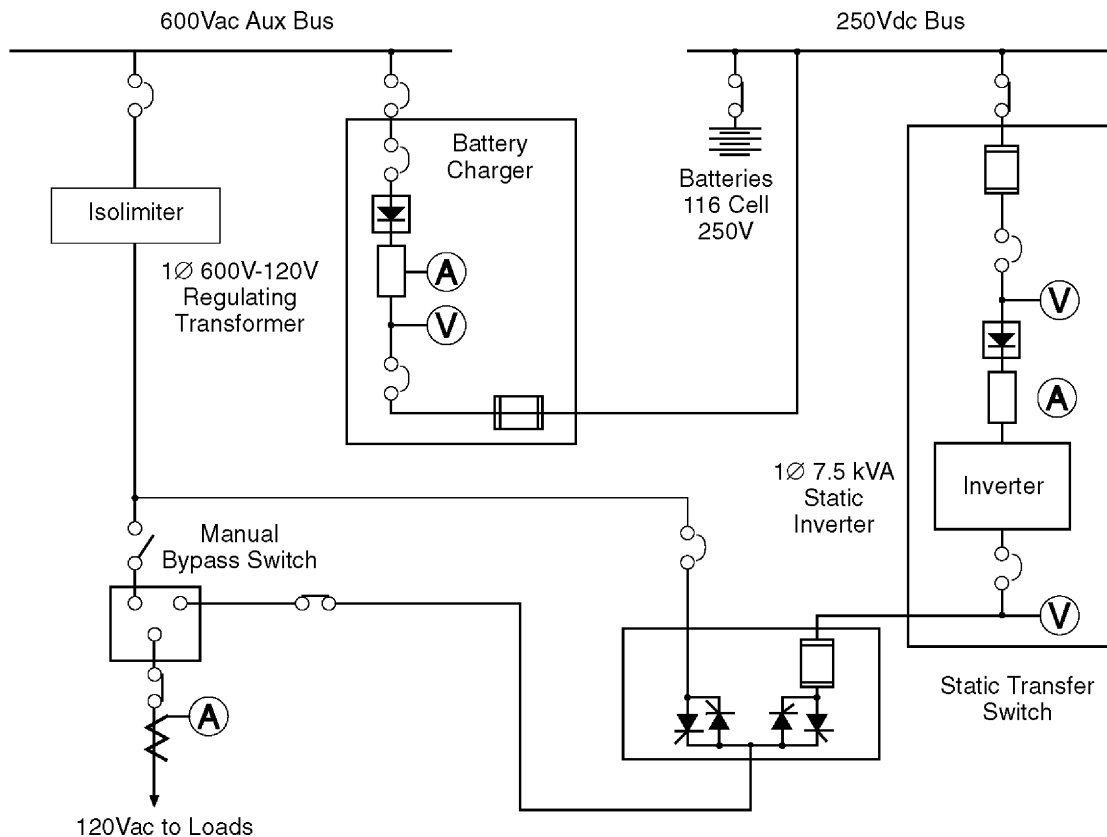 600Vac Aux Bus
250Vdc Bus
Battery
Charger
Batteries
116 Cell
250V
Isolimiter
1∅ 600V-120V
Regulating
Transformer
A
V
V
A
1∅ 7.5 kVA
Static
Inverter
Inverter
Manual
Bypass Switch
V
Static Transfer
Switch
A
120Vac to Loads